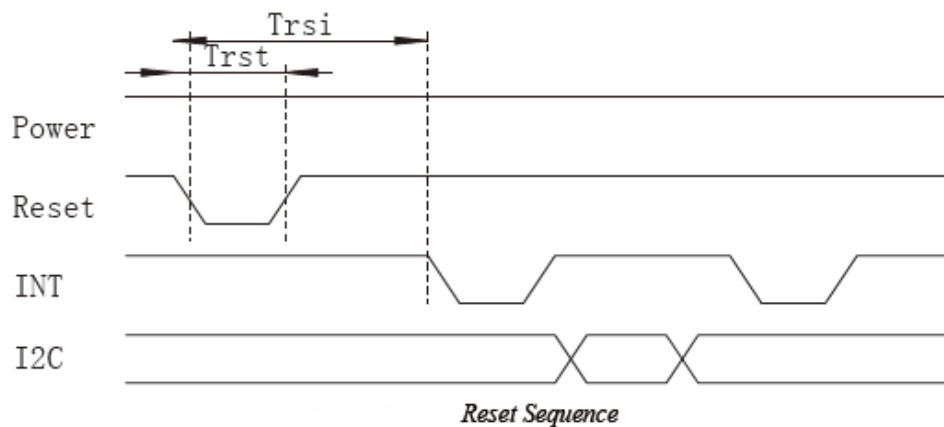 Trsi
Trst
Power
Reset
INT
I2C
Reset Sequence